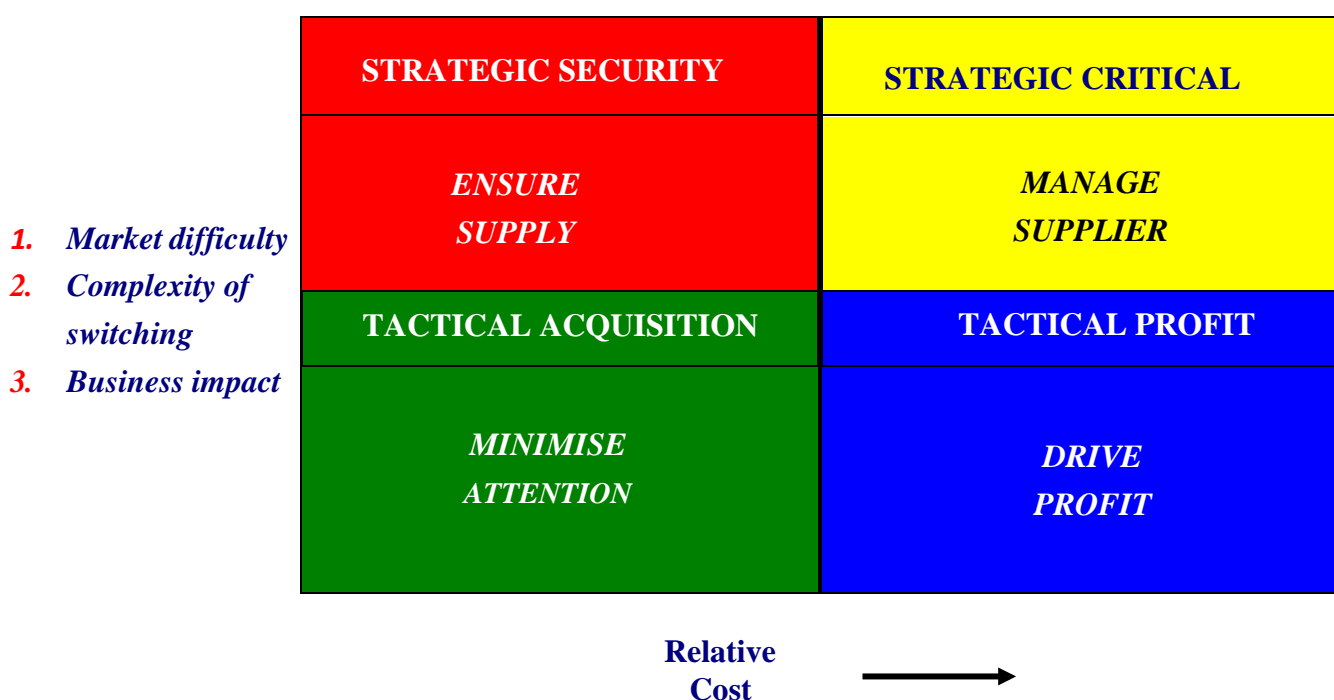 STRATEGIC SECURITY
STRATEGIC CRITICAL
ENSURE
SUPPLY
MANAGE
SUPPLIER
1. Market difficulty
2. Complexity of
switching
3. Business impact
TACTICAL ACQUISITION
TACTICAL PROFIT
MINIMISE
ATTENTION
DRIVE
PROFIT
Relative
Cost